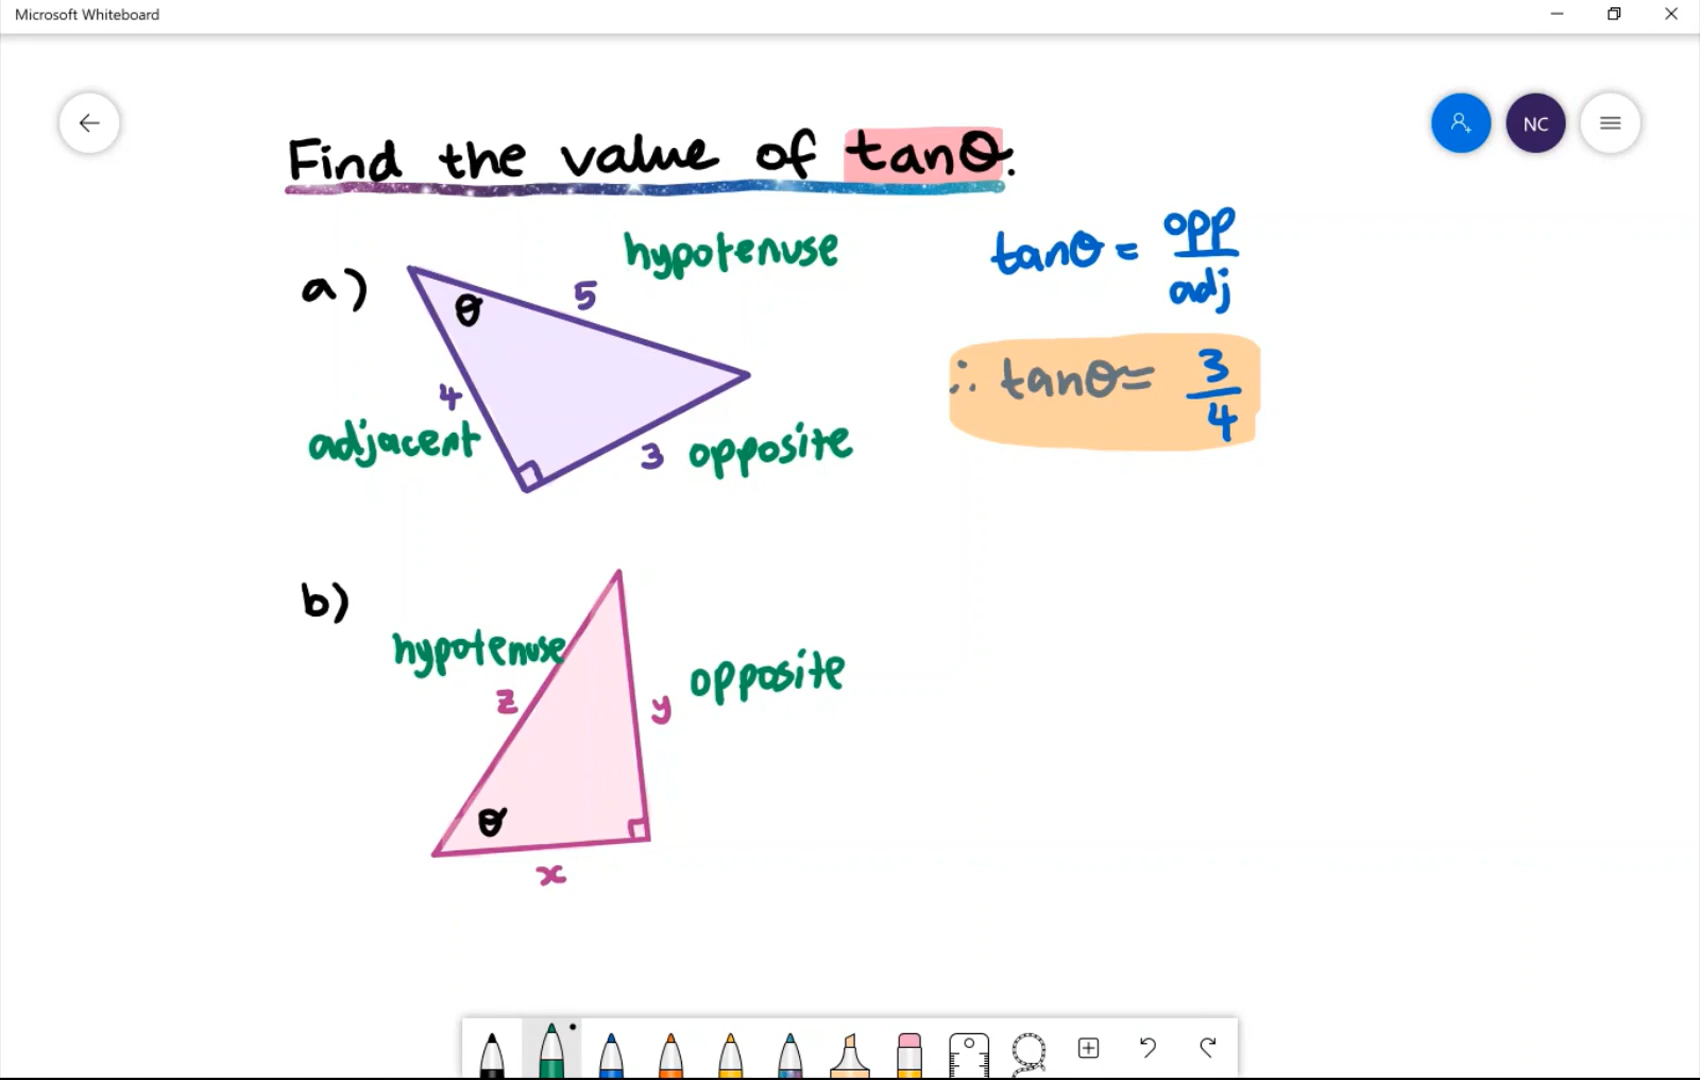 Microsoft Whiteboard
NC
Find the value of tanθ.
a)
θ
5
hypotenuse
4
adjacent
3
opposite
tanθ = opp/adj
∴ tanθ = 3/4
b)
hypotenuse
z
y
opposite
θ
x